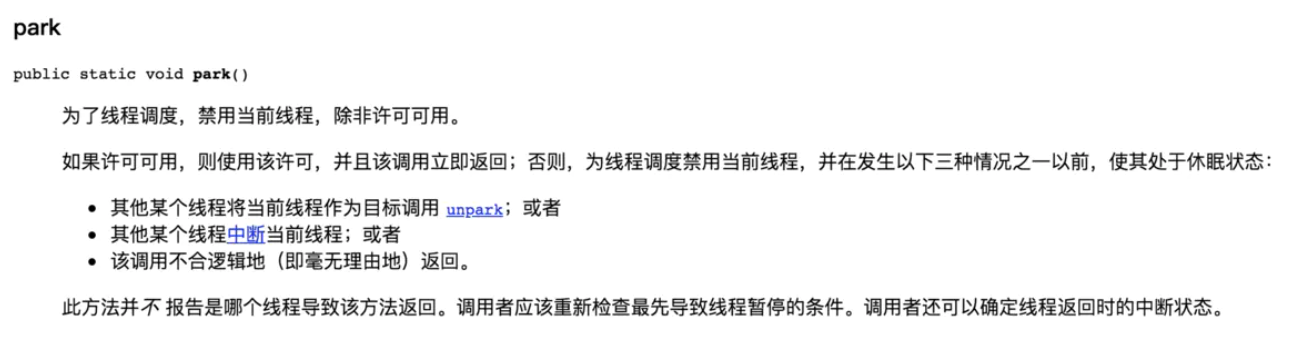 park
public static void park()
为了线程调度，禁用当前线程，除非许可可用。
如果许可可用，则使用该许可，并且该调用立即返回；否则，为线程调度禁用当前线程，并在发生以下三种情况之一以前，使其处于休眠状态：
• 其他某个线程将当前线程作为目标调用 unpark；或者
• 其他某个线程中断当前线程；或者
• 该调用不合逻辑地（即毫无理由地）返回。
此方法并不 报告是哪个线程导致该方法返回。调用者应该重新检查最先导致线程暂停的条件。调用者还可以确定线程返回时的中断状态。